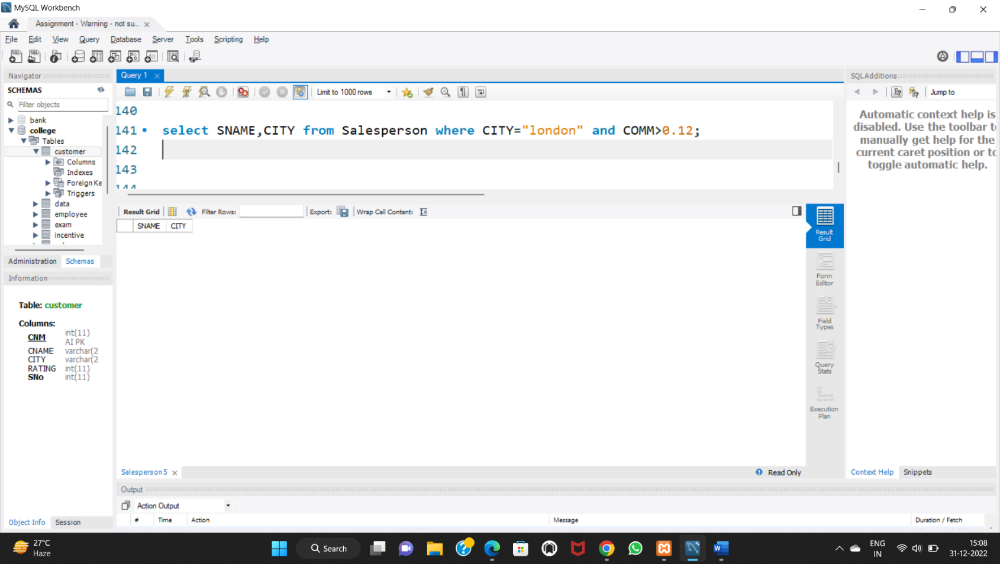 MySQL Workbench
Assignment - Warning - not su...
File Edit View Query Database Server Tools Scripting Help
Navigator
SCHEMAS
Filter objects
bank
college
Tables
customer
Columns
Indexes
Foreign Ke
Triggers
data
employee
exam
incentive
Administration Schemas
Information
Table: customer
Columns:
CNM int(11)
AI PK
CNAME varchar(2
CITY varchar(2
RATING int(11)
SNo int(11)
Object Info Session
Query 1
Limit to 1000 rows
140
141 select SNAME,CITY from Salesperson where CITY="london" and COMM>0.12;
142
143
144
Result Grid Filter Rows: Export: Wrap Cell Content:
SNAME CITY
Result
Grid
Form
Editor
Field
Types
Query
Stats
Execution
Plan
Salesperson 5
Read Only
Output
Action Output
# Time Action Message Duration / Fetch
SQLAdditions
Jump to
Automatic context help is
disabled. Use the toolbar to
manually get help for the
current caret position or to
toggle automatic help.
Context Help Snippets
27°C
Haze
Search
ENG
IN
15:08
31-12-2022